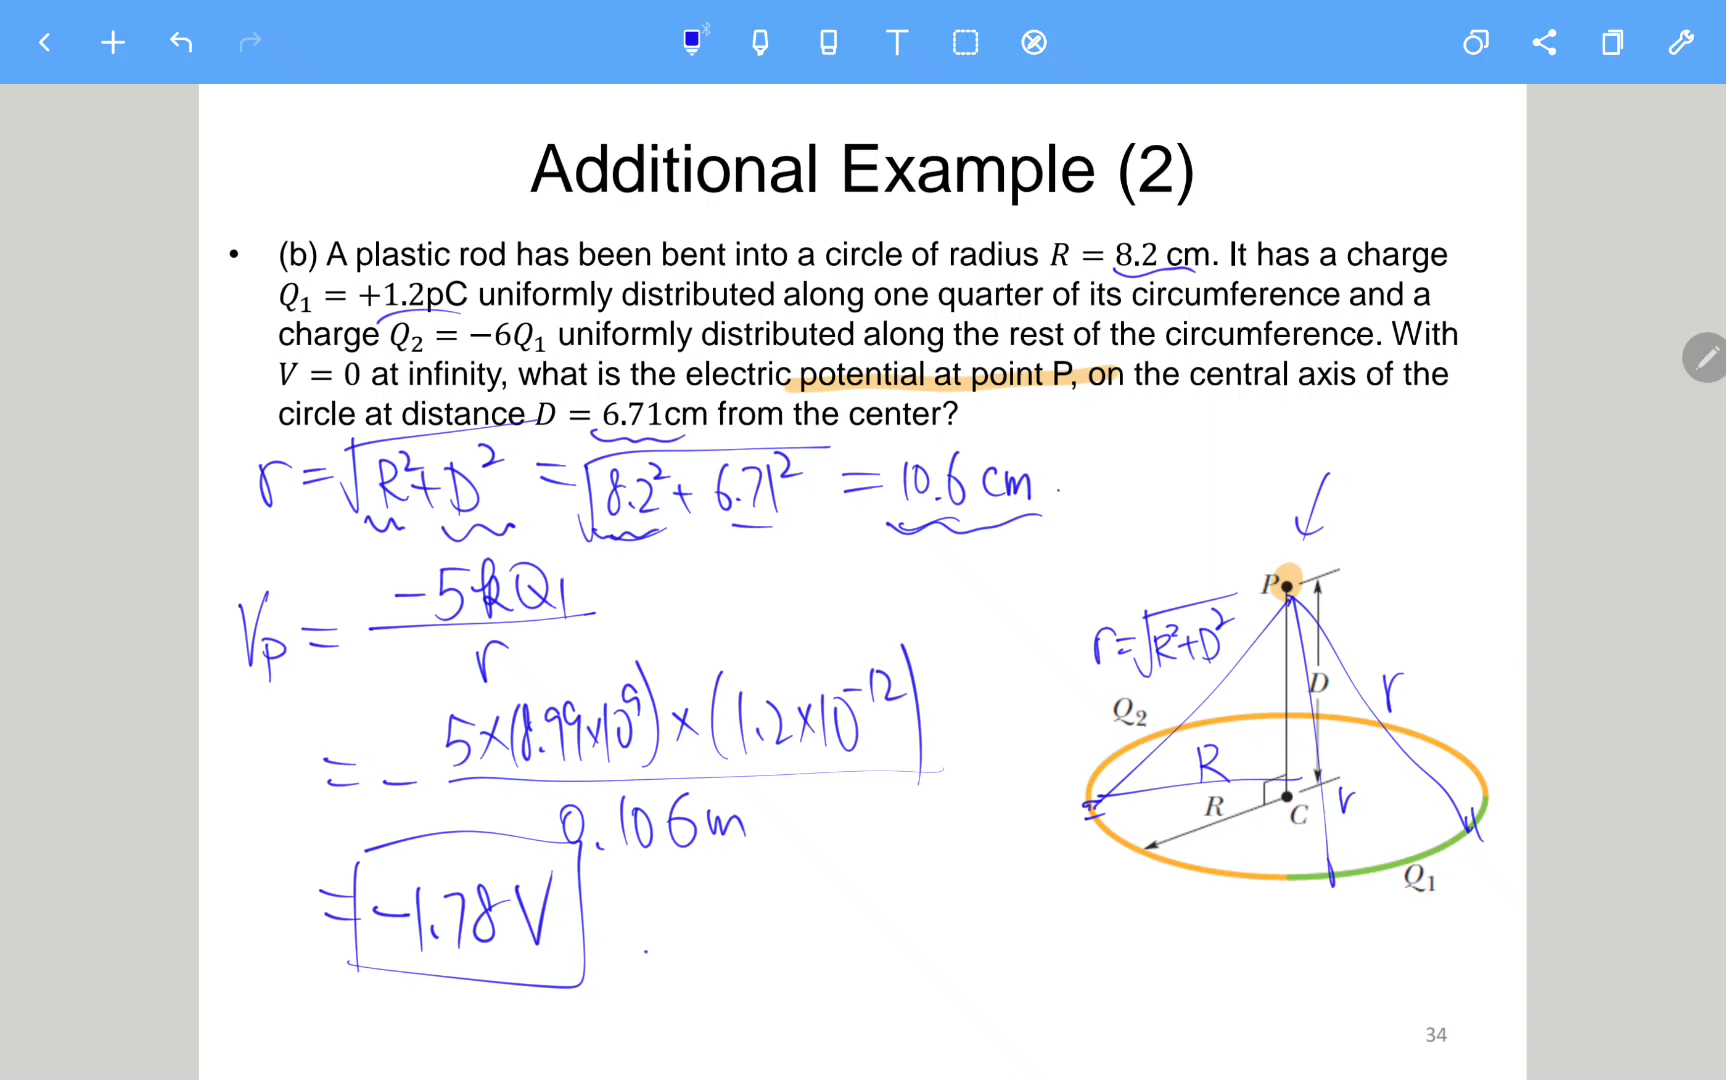 T
Additional Example (2)
• (b) A plastic rod has been bent into a circle of radius R = 8.2 cm. It has a charge
Q₁ = +1.2pC uniformly distributed along one quarter of its circumference and a
charge Q₂ = −6Q₁ uniformly distributed along the rest of the circumference. With
V = 0 at infinity, what is the electric potential at point P, on the central axis of the
circle at distance D = 6.71cm from the center?
r = √(R² + D²) = √(8.2² + 6.71²) = 10.6 cm.
V_P = −5kQ₁ / r
= − 5×(8.99×10⁹)×(1.2×10⁻¹²) / 0.106m
= −1.78V
P
r = √(R²+D²)
D
r
Q₂
R
R
C
r
Q₁
34